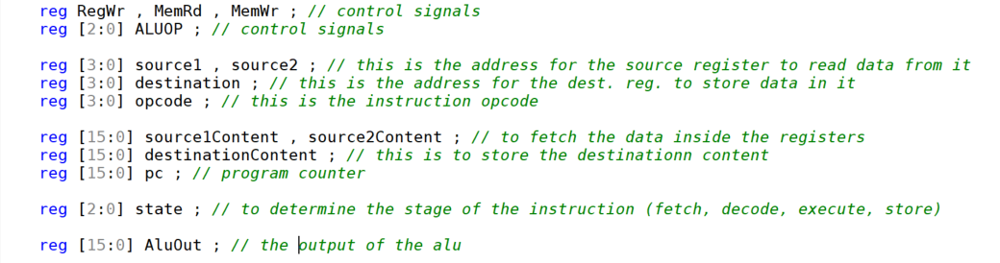 reg RegWr , MemRd , MemWr ; // control signals
reg [2:0] ALUOP ; // control signals
reg [3:0] source1 , source2 ; // this is the address for the source register to read data from it
reg [3:0] destination ; // this is the address for the dest. reg. to store data in it
reg [3:0] opcode ; // this is the instruction opcode
reg [15:0] source1Content , source2Content ; // to fetch the data inside the registers
reg [15:0] destinationContent ; // this is to store the destinationn content
reg [15:0] pc ; // program counter
reg [2:0] state ; // to determine the stage of the instruction (fetch, decode, execute, store)
reg [15:0] AluOut ; // the output of the alu